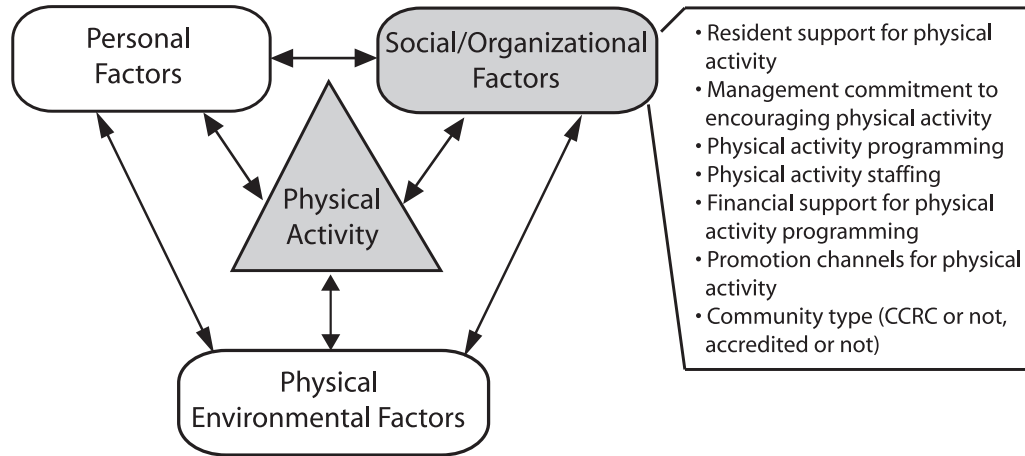 Personal
Factors
Social/Organizational
Factors
Physical
Activity
Physical
Environmental Factors
• Resident support for physical
activity
• Management commitment to
encouraging physical activity
• Physical activity programming
• Physical activity staffing
• Financial support for physical
activity programming
• Promotion channels for physical
activity
• Community type (CCRC or not,
accredited or not)